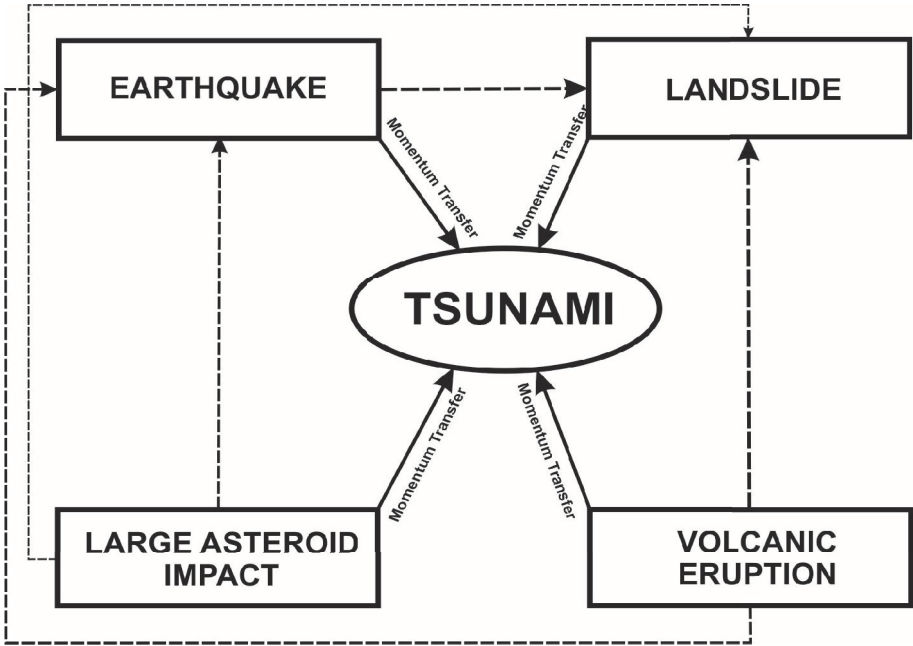 EARTHQUAKE
LANDSLIDE
Momentum Transfer
Momentum Transfer
TSUNAMI
Momentum Transfer
Momentum Transfer
LARGE ASTEROID
IMPACT
VOLCANIC
ERUPTION